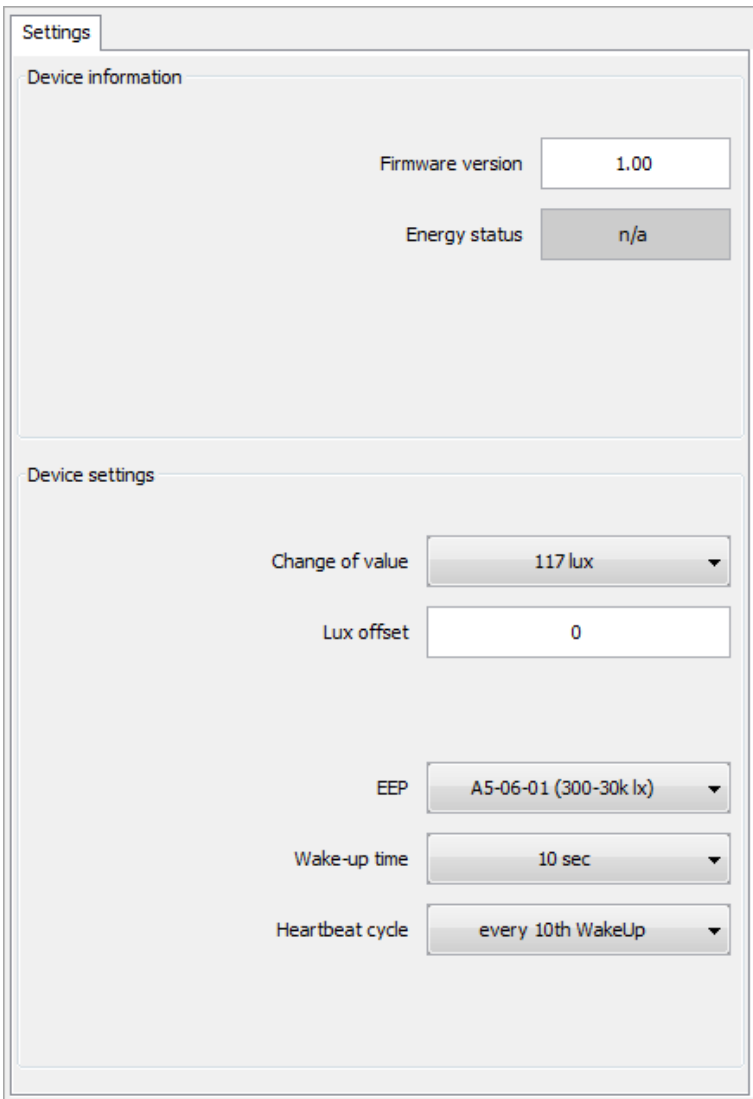 Settings
Device information
Firmware version 1.00
Energy status n/a
Device settings
Change of value 117 lux
Lux offset 0
EEP A5-06-01 (300-30k lx)
Wake-up time 10 sec
Heartbeat cycle every 10th WakeUp